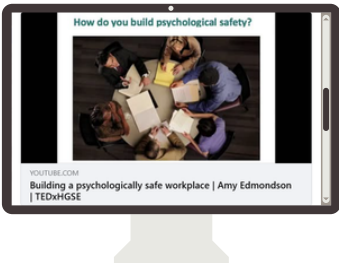 How do you build psychological safety?
YOUTUBE.COM
Building a psychologically safe workplace | Amy Edmondson
| TEDxHGSE